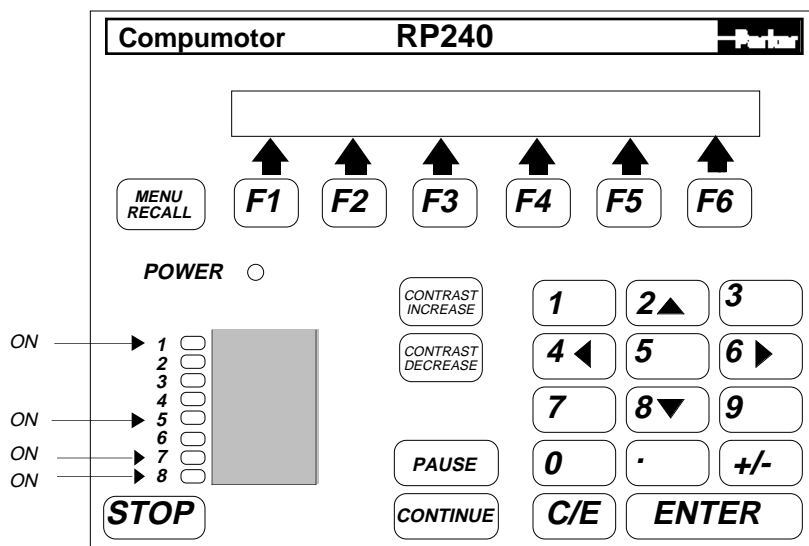 Compumotor RP240 Parker
MENU RECALL F1 F2 F3 F4 F5 F6
POWER
CONTRAST INCREASE 1 2 3
ON 1
2
3
CONTRAST DECREASE 4 5 6
4
ON 5
6
7 8 9
ON 7
ON 8
PAUSE 0 . +/-
STOP CONTINUE C/E ENTER